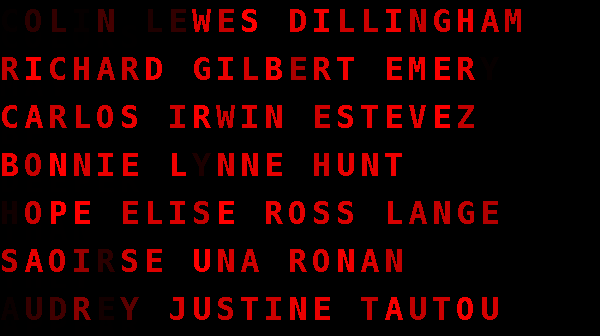 COLIN LEWES DILLINGHAM
RICHARD GILBERT EMERY
CARLOS IRWIN ESTEVEZ
BONNIE LYNNE HUNT
HOPE ELISE ROSS LANGE
SAOIRSE UNA RONAN
AUDREY JUSTINE TAUTOU